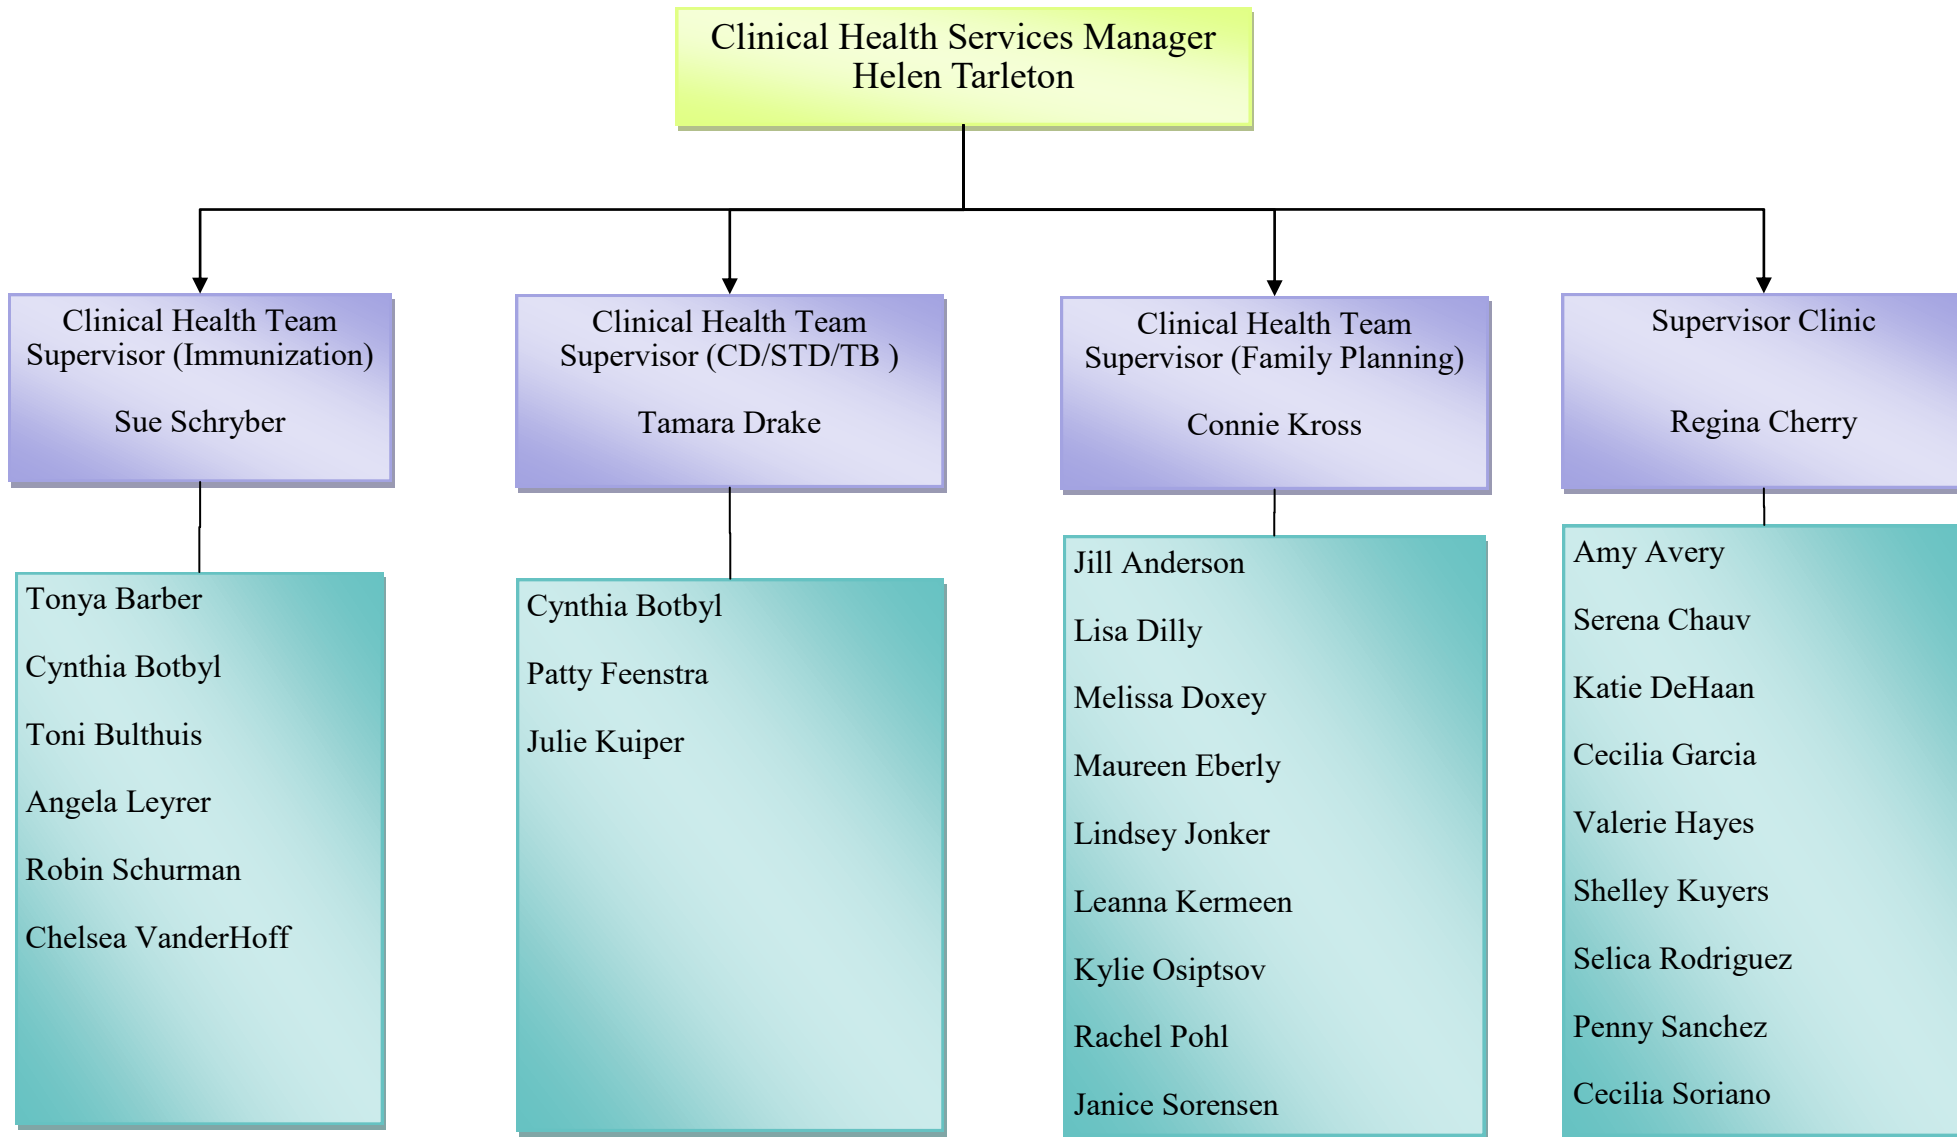 Clinical Health Services Manager
Helen Tarleton
Clinical Health Team
Supervisor (Immunization)
Sue Schryber
Clinical Health Team
Supervisor (CD/STD/TB )
Tamara Drake
Clinical Health Team
Supervisor (Family Planning)
Connie Kross
Supervisor Clinic
Regina Cherry
Tonya Barber
Cynthia Botbyl
Toni Bulthuis
Angela Leyrer
Robin Schurman
Chelsea VanderHoff
Cynthia Botbyl
Patty Feenstra
Julie Kuiper
Jill Anderson
Lisa Dilly
Melissa Doxey
Maureen Eberly
Lindsey Jonker
Leanna Kermeen
Kylie Osiptsov
Rachel Pohl
Janice Sorensen
Amy Avery
Serena Chauv
Katie DeHaan
Cecilia Garcia
Valerie Hayes
Shelley Kuyers
Selica Rodriguez
Penny Sanchez
Cecilia Soriano